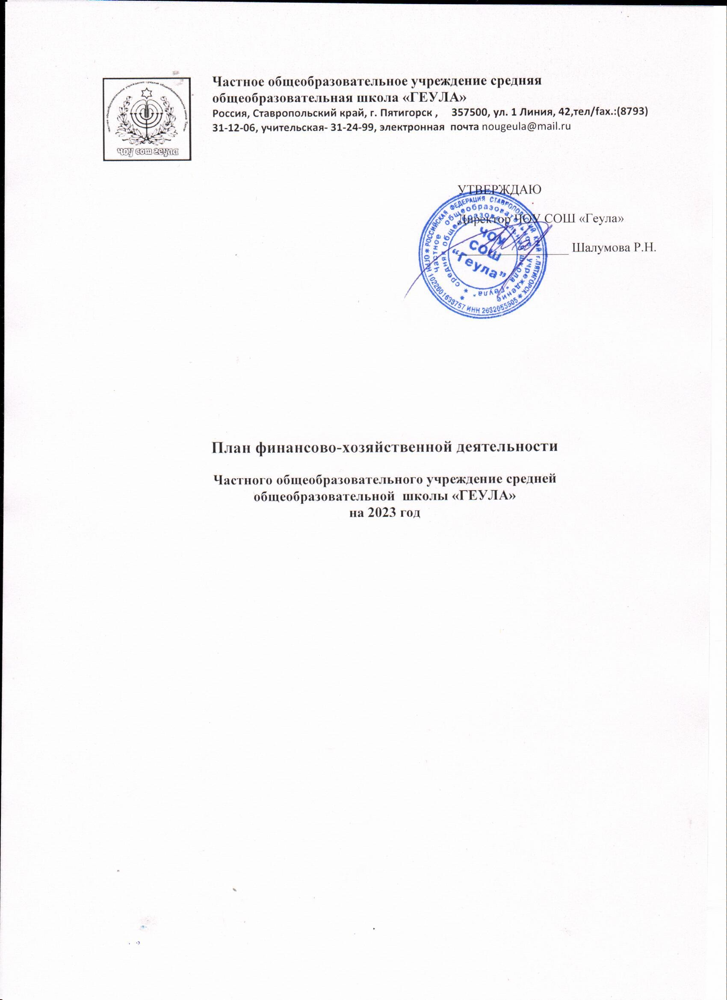 Частное общеобразовательное учреждение средняя
общеобразовательная школа «ГЕУЛА»
Россия, Ставропольский край, г. Пятигорск , 357500, ул. 1 Линия, 42,тел/fax.:(8793)
31-12-06, учительская- 31-24-99, электронная почта nougeula@mail.ru
чоу сош геула
УТВЕРЖДАЮ
Директор ЧОУ СОШ «Геула»
Шалумова Р.Н.
РОССИЙСКАЯ ФЕДЕРАЦИЯ СТАВРОПОЛЬСКИЙ КРАЙ г.ПЯТИГОРСК * ОГРН 1022601633757 ИНН 2632055505 *
Частное общеобразовательное учреждение
* средняя общеобразовательная школа "Геула" *
ЧОУ
СОШ
“Геула”
План финансово-хозяйственной деятельности
Частного общеобразовательного учреждение средней
общеобразовательной школы «ГЕУЛА»
на 2023 год